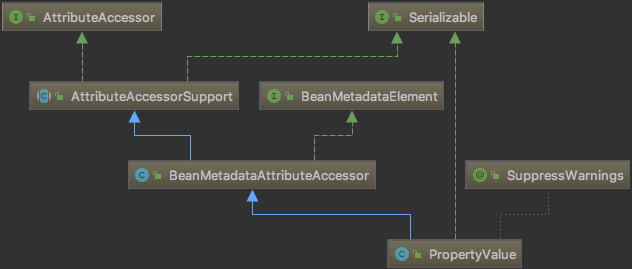 I AttributeAccessor
I Serializable
C AttributeAccessorSupport
I BeanMetadataElement
C BeanMetadataAttributeAccessor
@ SuppressWarnings
C PropertyValue